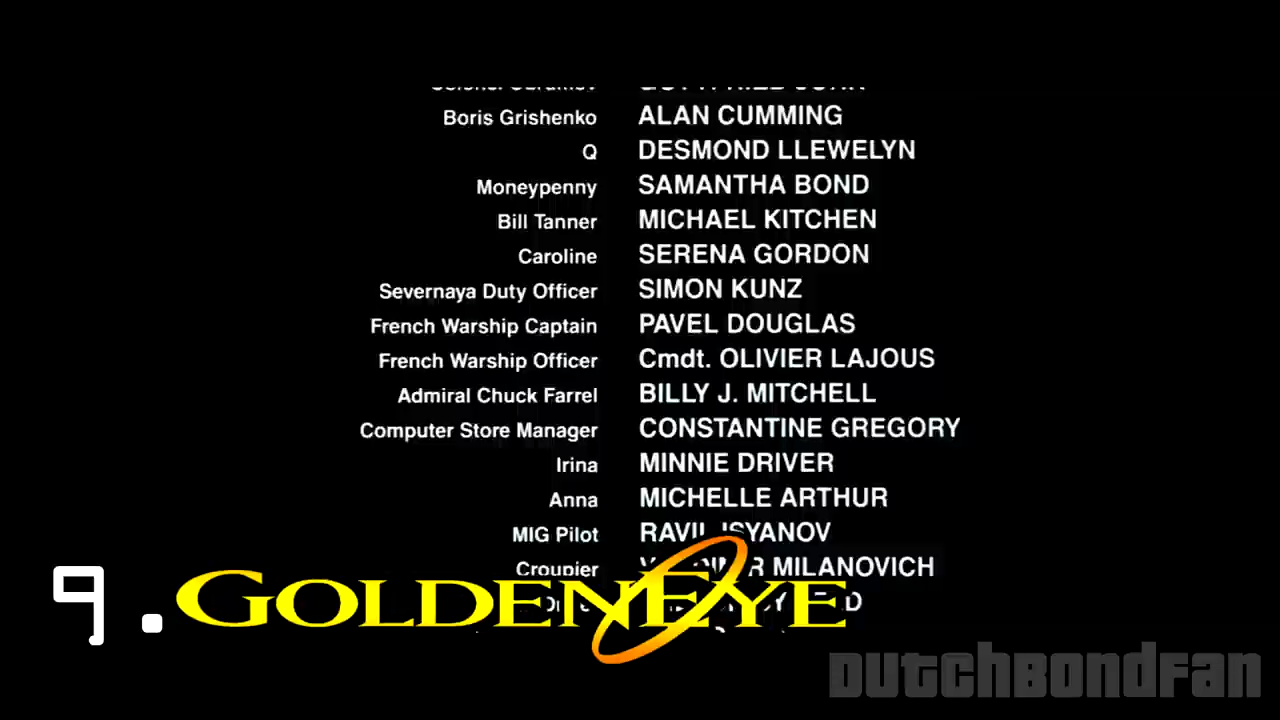 Boris Grishenko ALAN CUMMING
Q DESMOND LLEWELYN
Moneypenny SAMANTHA BOND
Bill Tanner MICHAEL KITCHEN
Caroline SERENA GORDON
Severnaya Duty Officer SIMON KUNZ
French Warship Captain PAVEL DOUGLAS
French Warship Officer Cmdt. OLIVIER LAJOUS
Admiral Chuck Farrel BILLY J. MITCHELL
Computer Store Manager CONSTANTINE GREGORY
Irina MINNIE DRIVER
Anna MICHELLE ARTHUR
MIG Pilot RAVIL ISYANOV
Croupier MILANOVICH
9. GOLDENEYE
DUTCHBONDFAN